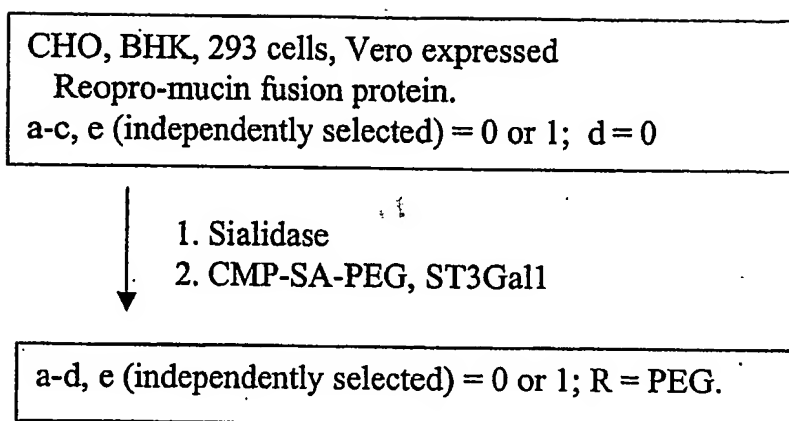 CHO, BHK, 293 cells, Vero expressed
Reopro-mucin fusion protein.
a-c, e (independently selected) = 0 or 1; d = 0
1. Sialidase
2. CMP-SA-PEG, ST3Gal1
a-d, e (independently selected) = 0 or 1; R = PEG.